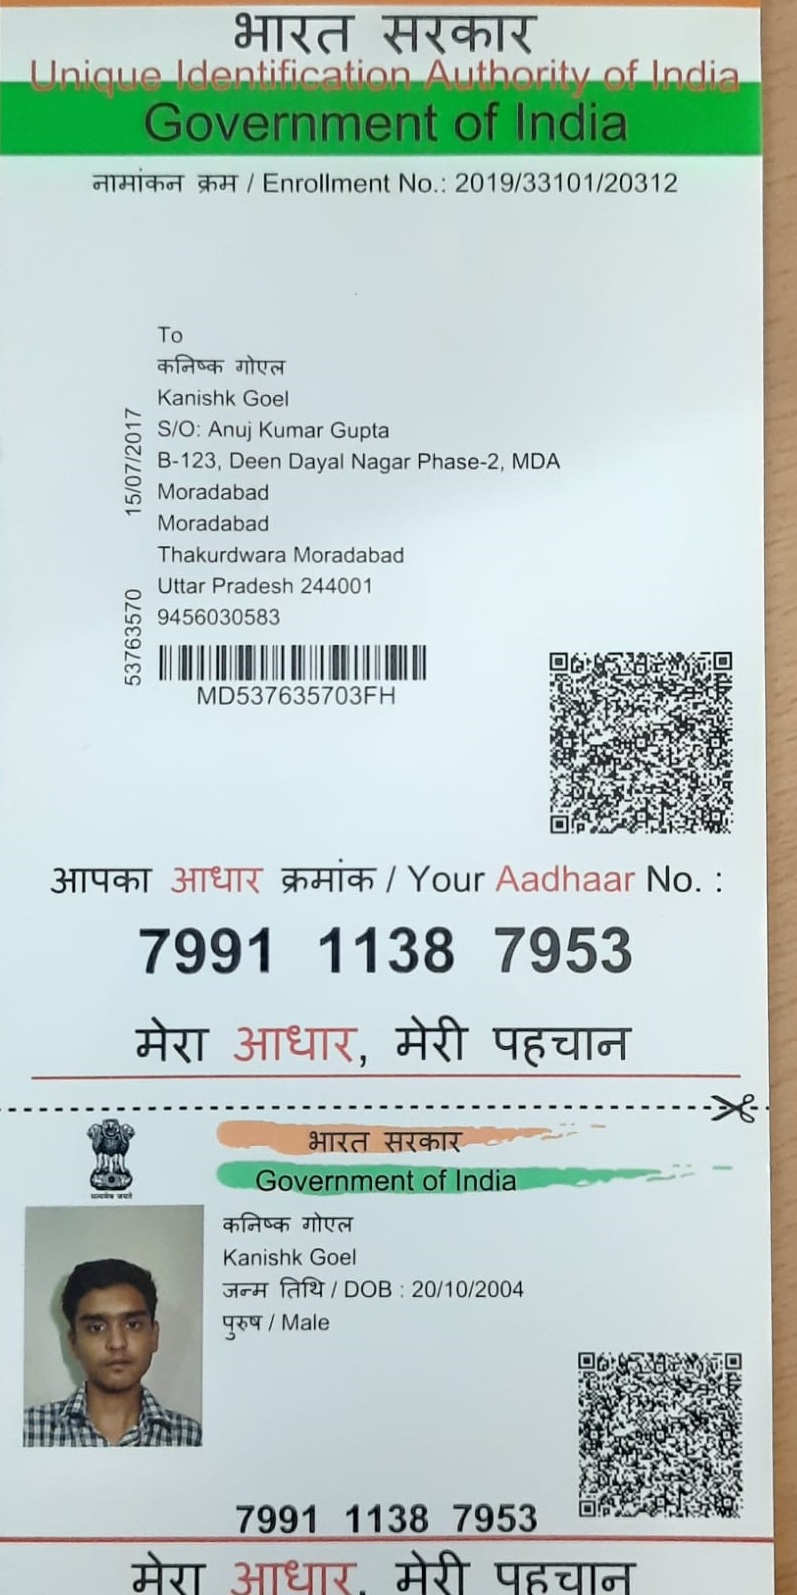 भारत सरकार
Unique Identification Authority of India
Government of India
नामांकन क्रम / Enrollment No.: 2019/33101/20312
To
कनिष्क गोएल
Kanishk Goel
S/O: Anuj Kumar Gupta
B-123, Deen Dayal Nagar Phase-2, MDA
Moradabad
Moradabad
Thakurdwara Moradabad
Uttar Pradesh 244001
9456030583
15/07/2017
53763570
MD537635703FH
आपका आधार क्रमांक / Your Aadhaar No. :
7991 1138 7953
मेरा आधार, मेरी पहचान
सत्यमेव जयते
भारत सरकार
Government of India
कनिष्क गोएल
Kanishk Goel
जन्म तिथि / DOB : 20/10/2004
पुरुष / Male
7991 1138 7953
मेरा आधार, मेरी पहचान